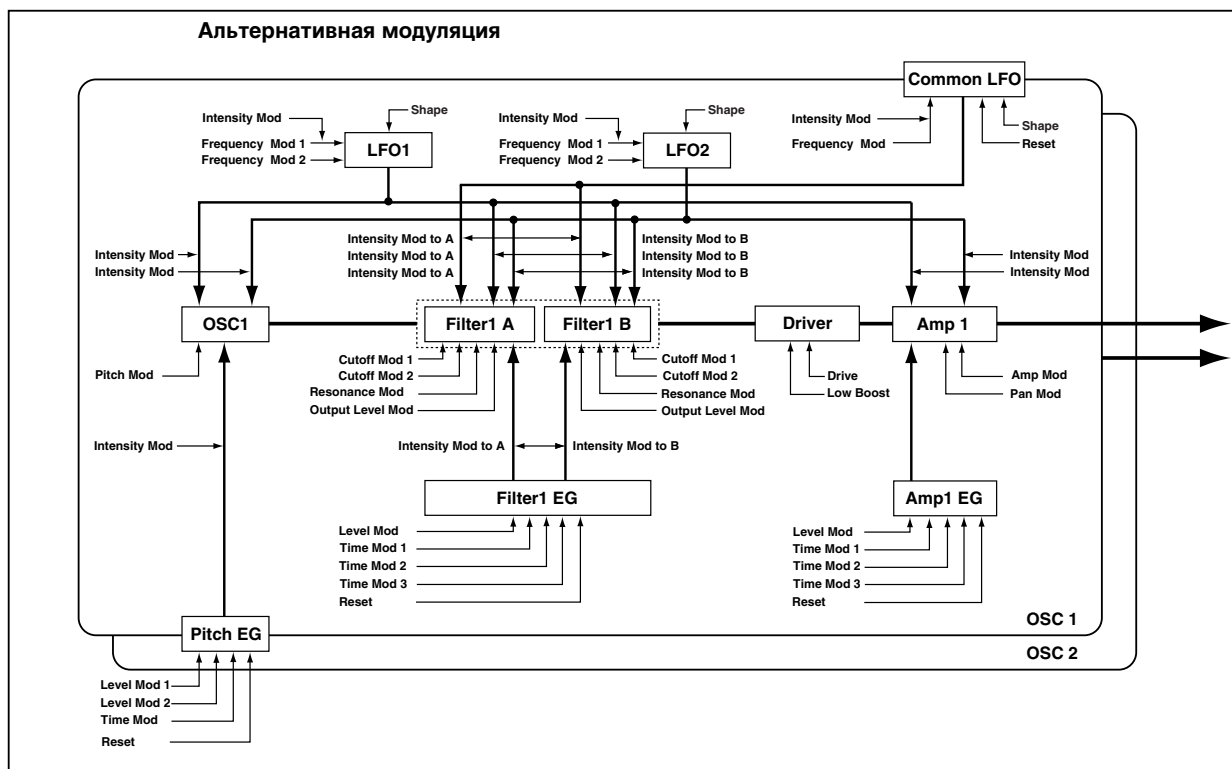 Альтернативная модуляция
Common LFO
Intensity Mod
Frequency Mod
Shape
Reset
Intensity Mod
Shape
Frequency Mod 1
Frequency Mod 2
LFO1
Intensity Mod
Shape
Frequency Mod 1
Frequency Mod 2
LFO2
Intensity Mod
Intensity Mod
Intensity Mod to A
Intensity Mod to A
Intensity Mod to A
Intensity Mod to B
Intensity Mod to B
Intensity Mod to B
Intensity Mod
Intensity Mod
OSC1
Filter1 A
Filter1 B
Driver
Amp 1
Pitch Mod
Cutoff Mod 1
Cutoff Mod 2
Resonance Mod
Output Level Mod
Cutoff Mod 1
Cutoff Mod 2
Resonance Mod
Output Level Mod
Drive
Low Boost
Amp Mod
Pan Mod
Intensity Mod
Intensity Mod to A
Intensity Mod to B
Filter1 EG
Level Mod
Time Mod 1
Time Mod 2
Time Mod 3
Reset
Amp1 EG
Level Mod
Time Mod 1
Time Mod 2
Time Mod 3
Reset
OSC 1
Pitch EG
OSC 2
Level Mod 1
Level Mod 2
Time Mod
Reset